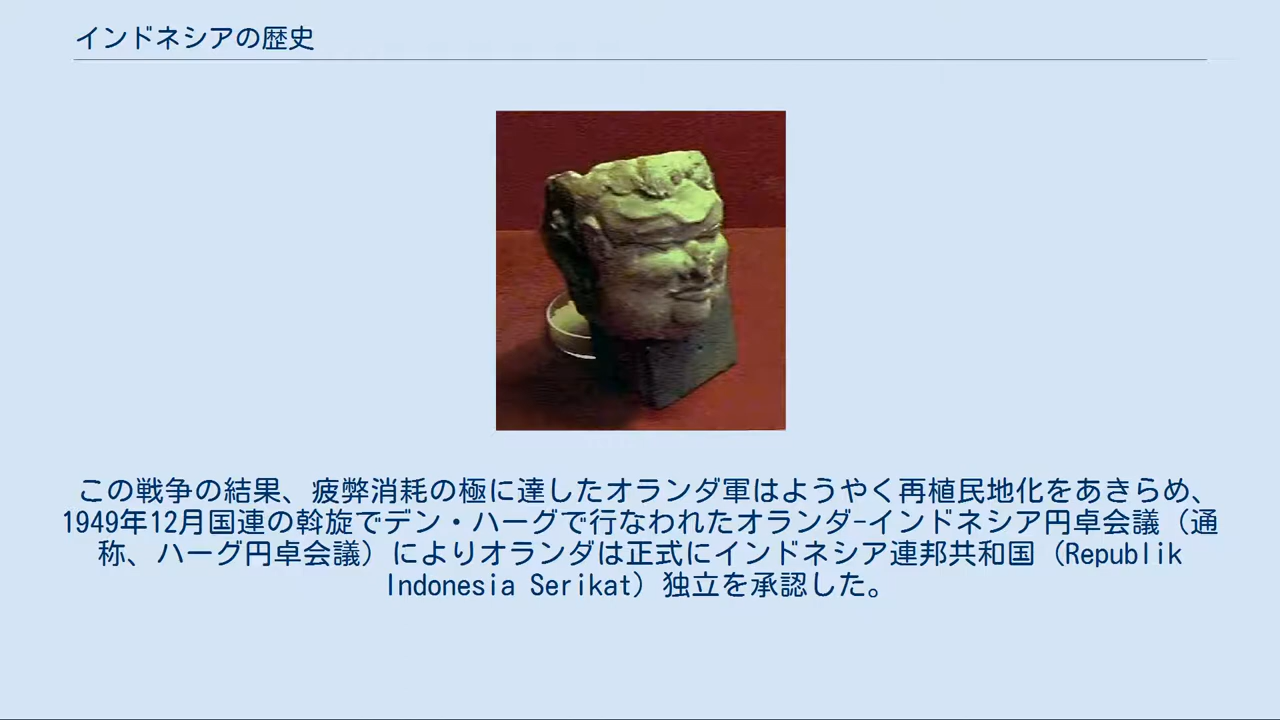 インドネシアの歴史
この戦争の結果、疲弊消耗の極に達したオランダ軍はようやく再植民地化をあきらめ、
1949年12月国連の斡旋でデン・ハーグで行なわれたオランダ-インドネシア円卓会議（通
称、ハーグ円卓会議）によりオランダは正式にインドネシア連邦共和国（Republik
Indonesia Serikat）独立を承認した。